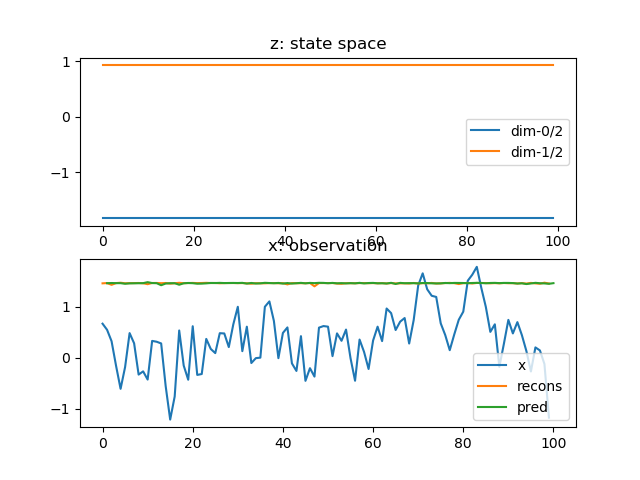 z: state space
1
0
−1
dim-0/2
dim-1/2
0 20 40 60 80 100
x: observation
1
0
−1
x
recons
pred
0 20 40 60 80 100